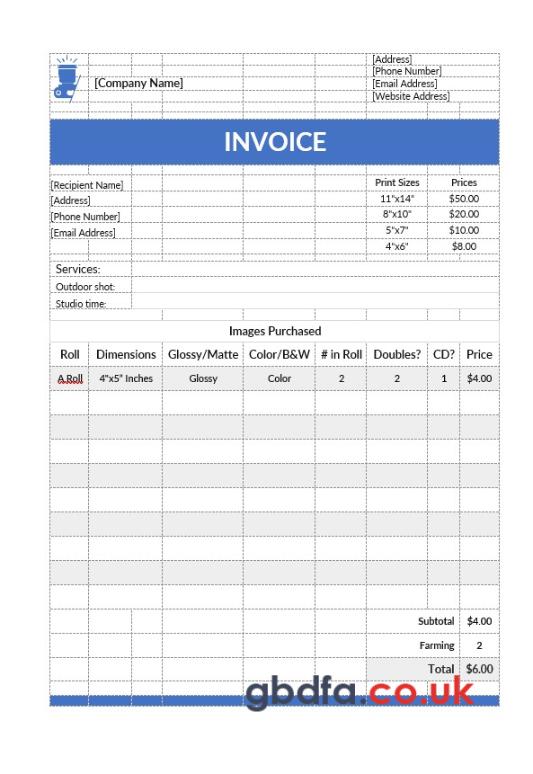 [Address]
[Phone Number]
[Company Name]
[Email Address]
[Website Address]
INVOICE
[Recipient Name]
[Address]
[Phone Number]
[Email Address]
Print Sizes Prices
11"x14" $50.00
8"x10" $20.00
5"x7" $10.00
4"x6" $8.00
Services:
Outdoor shot:
Studio time:
Images Purchased
Roll Dimensions Glossy/Matte Color/B&W # in Roll Doubles? CD? Price
A Roll 4"x5" Inches Glossy Color 2 2 1 $4.00
Subtotal $4.00
Farming 2
Total $6.00
gbdfa.co.uk